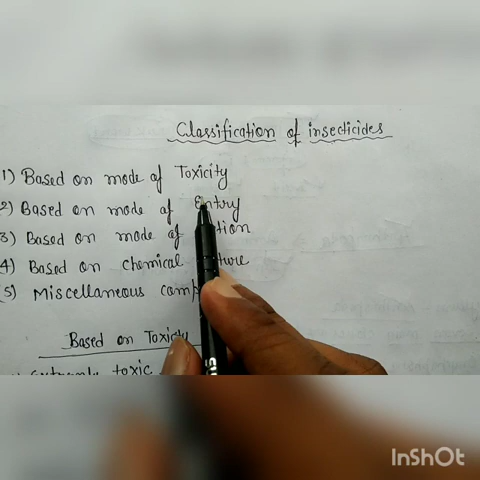 Classification of insecticides
1) Based on mode of Toxicity
2) Based on mode of Entry
3) Based on mode of
4) Based on chemical
(5) Miscellaneous
Based on Toxicity
toxic
InShot